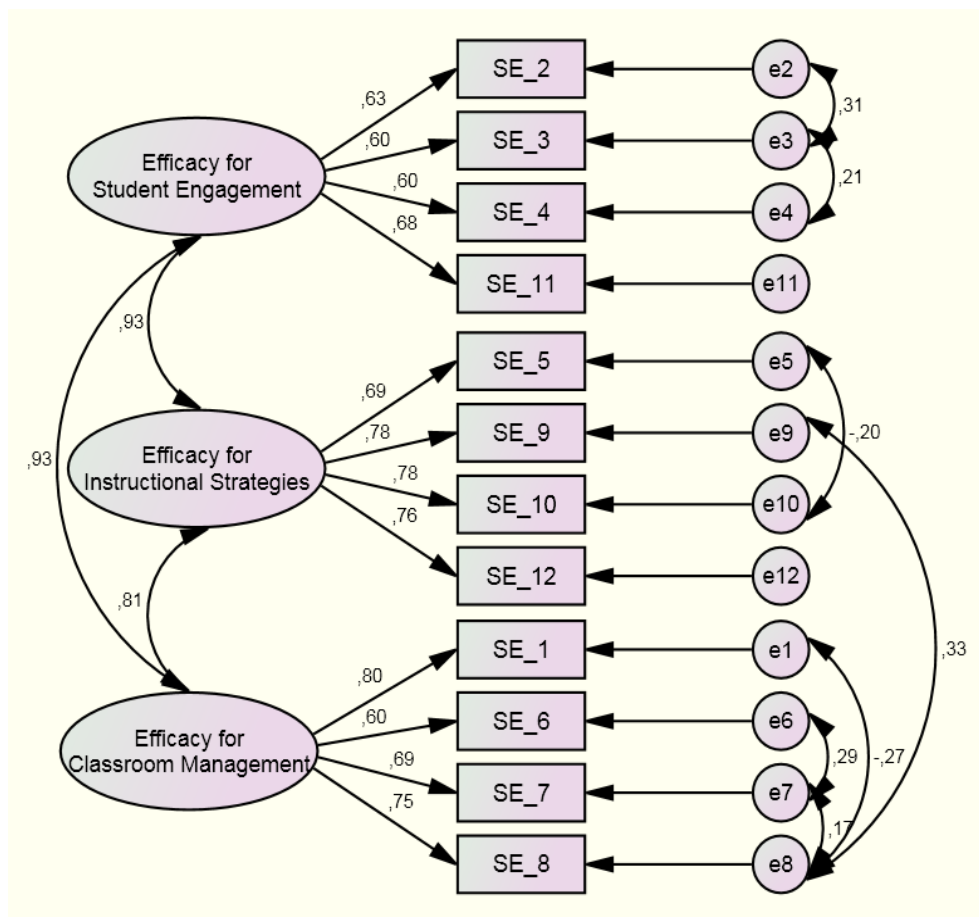 SE_2
e2
,63
,31
SE_3
e3
,60
Efficacy for
Student Engagement
,60
,21
SE_4
e4
,68
SE_11
e11
,93
SE_5
e5
,69
SE_9
e9
,78
-,20
,93
Efficacy for
Instructional Strategies
,78
SE_10
e10
,76
SE_12
e12
,81
SE_1
e1
,33
,80
SE_6
e6
,60
Efficacy for
Classroom Management
,69
,29
-,27
SE_7
e7
,75
,17
SE_8
e8